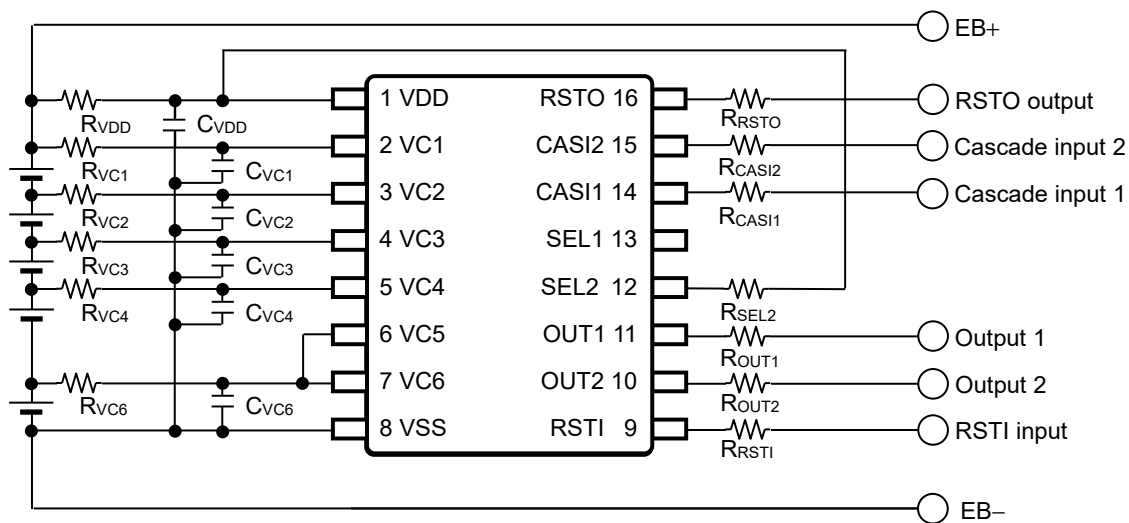 EB+
1 VDD
RSTO 16
RSTO output
RVDD
CVDD
RRSTO
2 VC1
CASI2 15
Cascade input 2
RVC1
CVC1
RCASI2
3 VC2
CASI1 14
Cascade input 1
RVC2
CVC2
RCASI1
4 VC3
SEL1 13
RVC3
CVC3
5 VC4
SEL2 12
RVC4
CVC4
RSEL2
6 VC5
OUT1 11
Output 1
ROUT1
7 VC6
OUT2 10
Output 2
RVC6
CVC6
ROUT2
8 VSS
RSTI 9
RSTI input
RRSTI
EB−